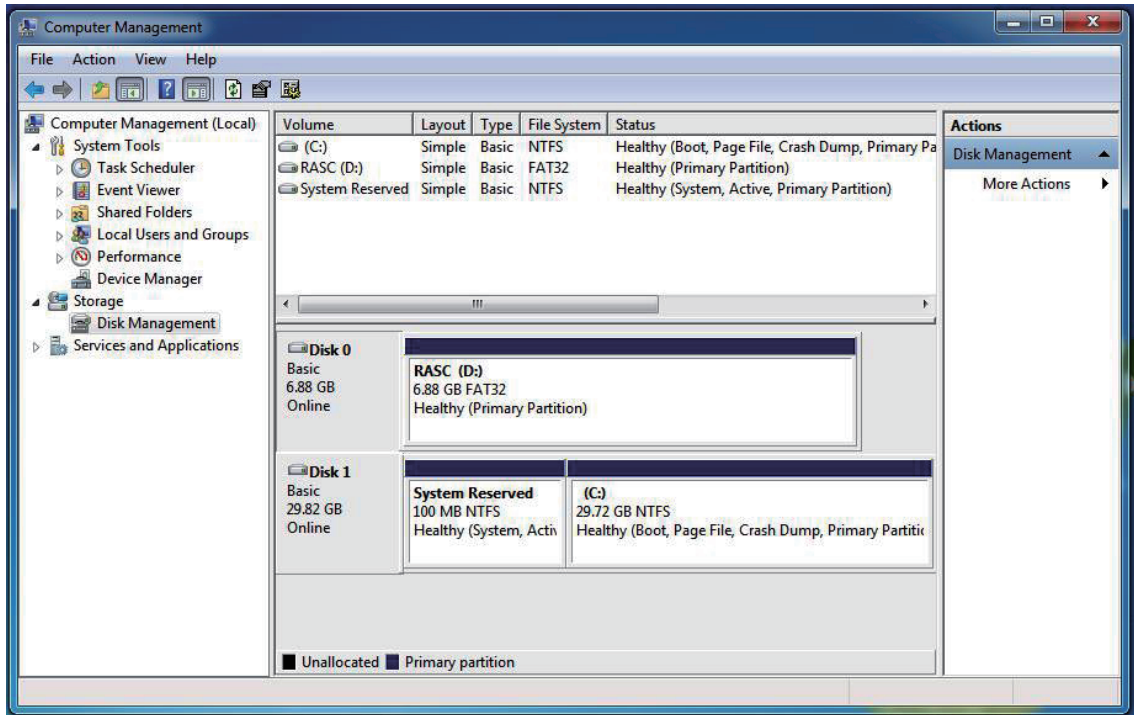 Computer Management
File Action View Help
Computer Management (Local)
System Tools
Task Scheduler
Event Viewer
Shared Folders
Local Users and Groups
Performance
Device Manager
Storage
Disk Management
Services and Applications
Volume Layout Type File System Status
(C:) Simple Basic NTFS Healthy (Boot, Page File, Crash Dump, Primary Pa
RASC (D:) Simple Basic FAT32 Healthy (Primary Partition)
System Reserved Simple Basic NTFS Healthy (System, Active, Primary Partition)
Disk 0
Basic
6.88 GB
Online
RASC (D:)
6.88 GB FAT32
Healthy (Primary Partition)
Disk 1
Basic
29.82 GB
Online
System Reserved
100 MB NTFS
Healthy (System, Activ
(C:)
29.72 GB NTFS
Healthy (Boot, Page File, Crash Dump, Primary Partitic
Unallocated Primary partition
Actions
Disk Management
More Actions